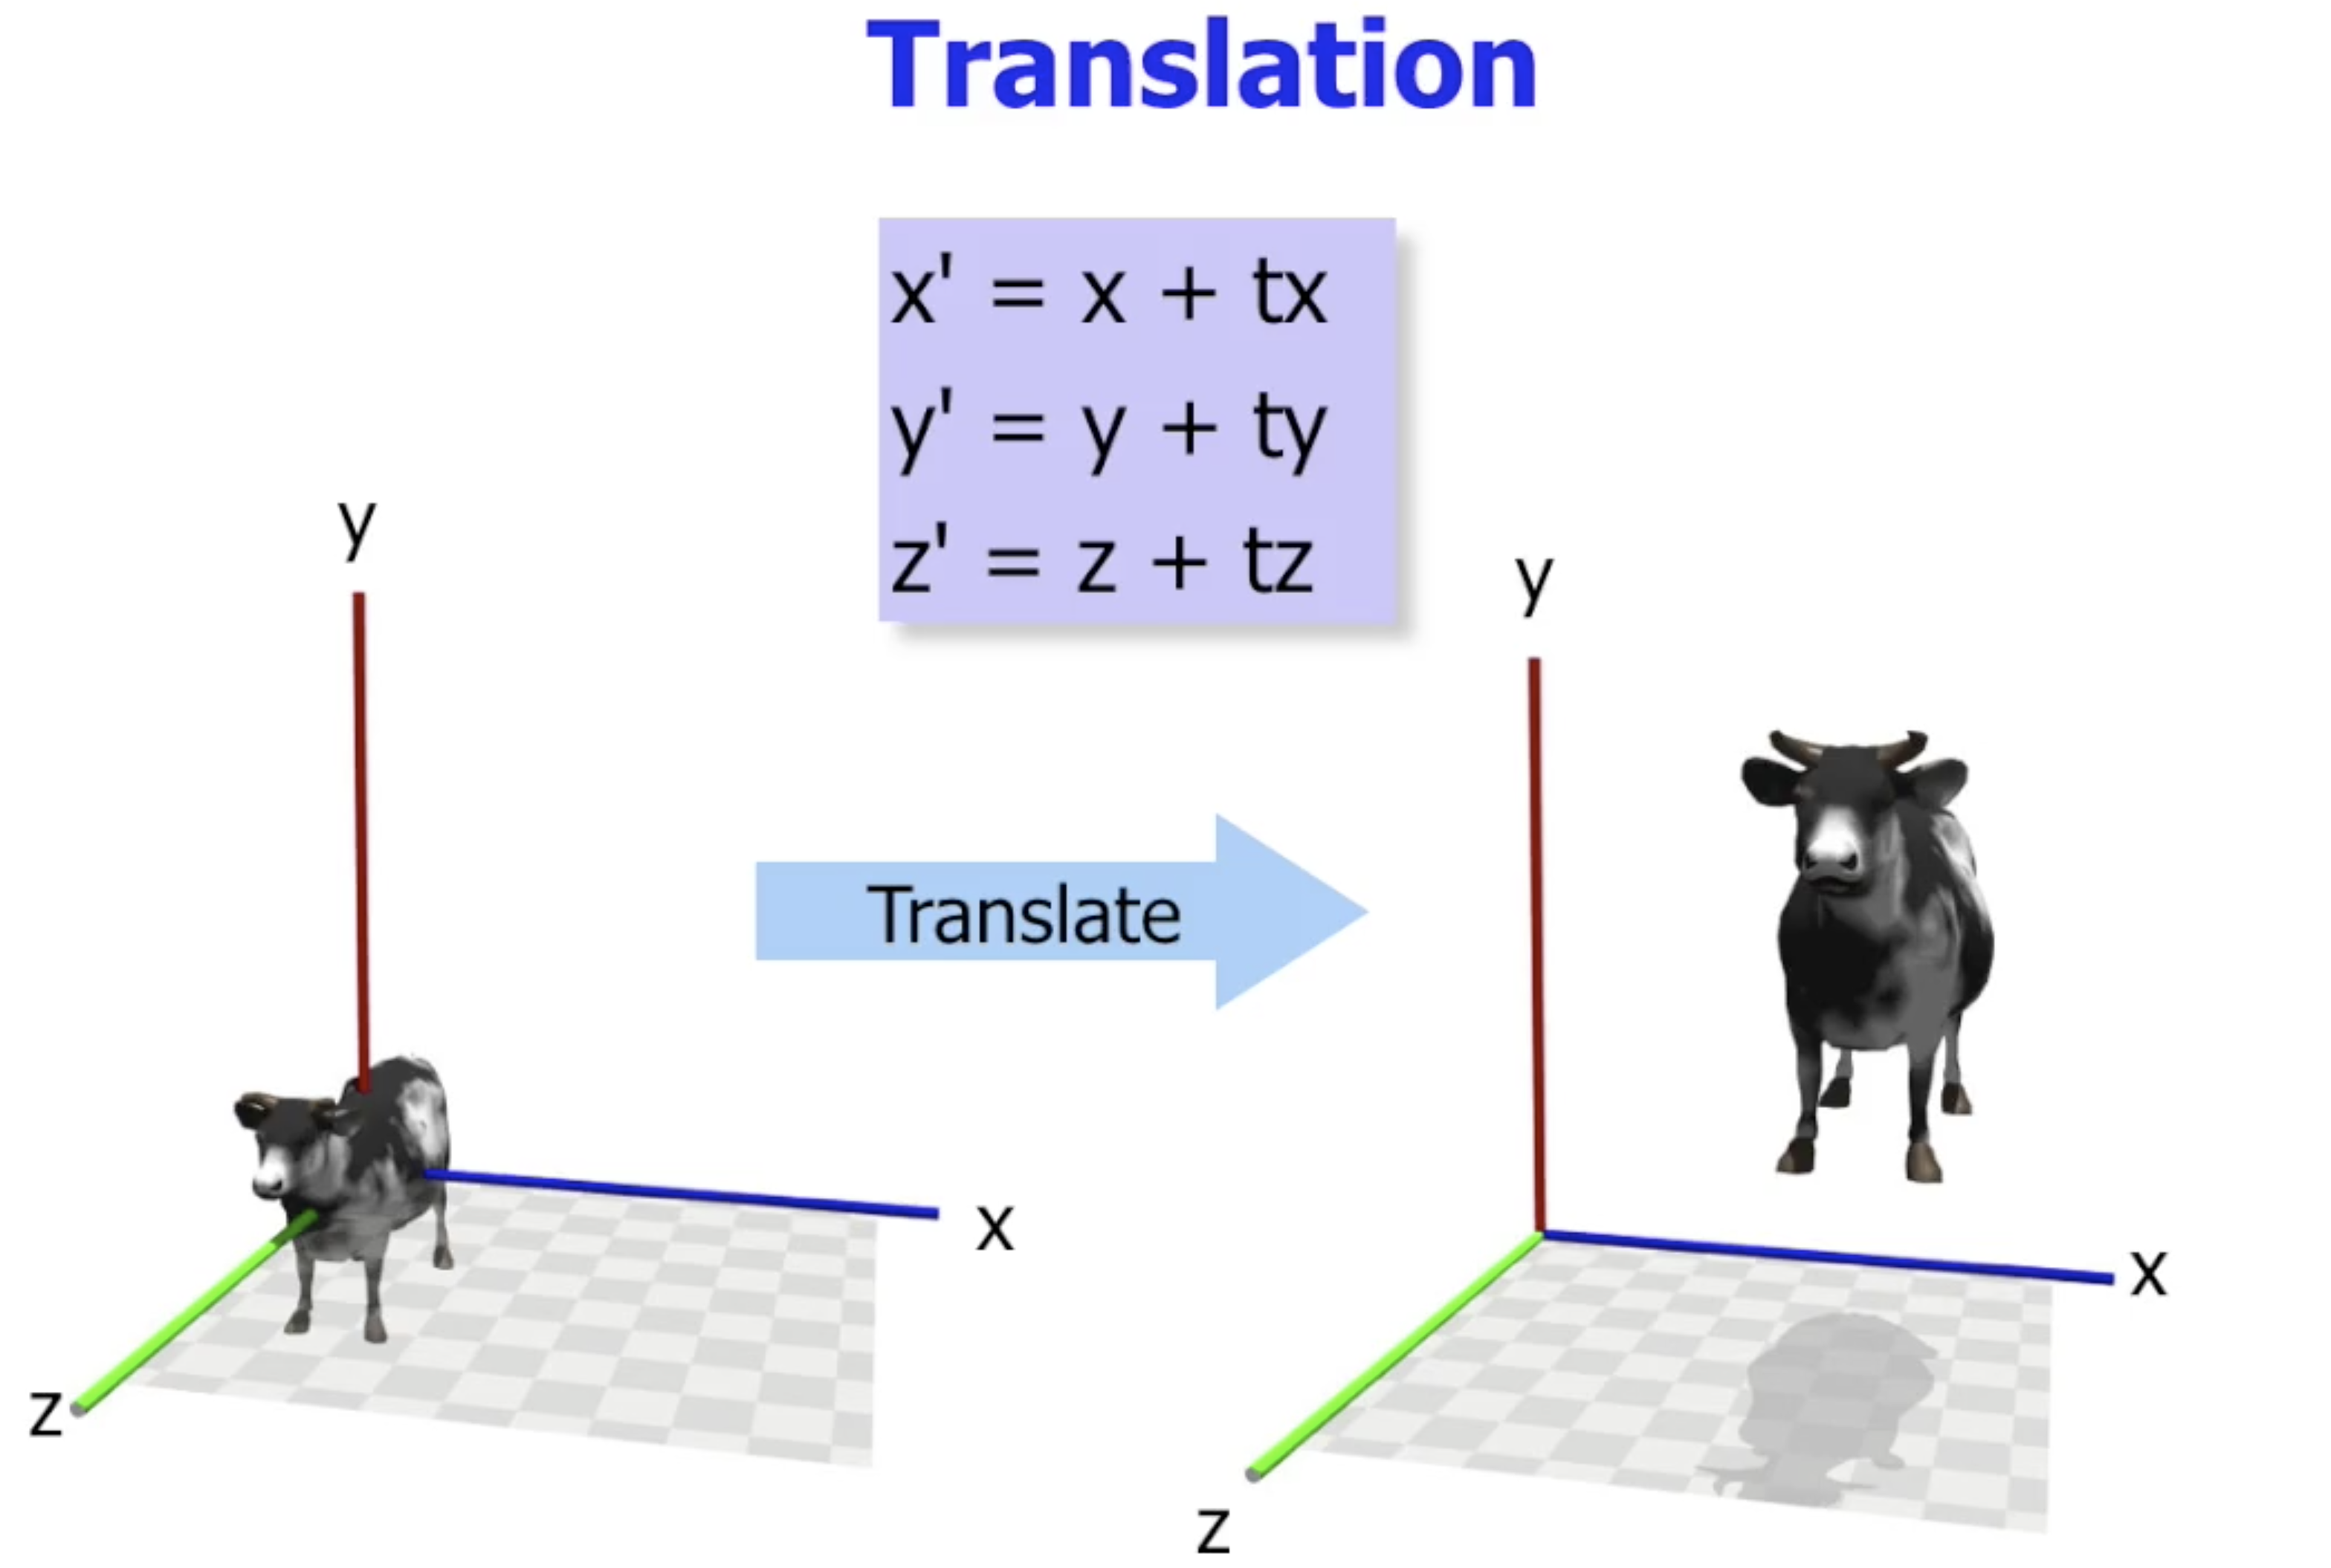 Translation
x' = x + tx
y' = y + ty
z' = z + tz
y
x
z
Translate
y
x
z